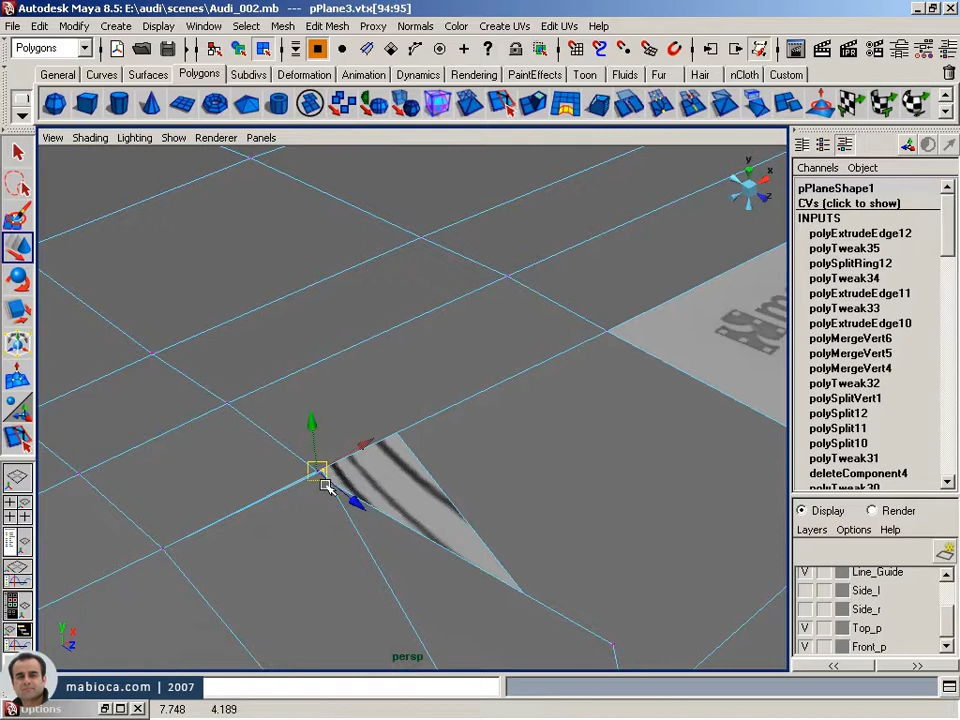 Autodesk Maya 8.5: E:\audi\scenes\Audi_002.mb --- pPlane3.vtx[94:95]
File Edit Modify Create Display Window Select Mesh Edit Mesh Proxy Normals Color Create UVs Edit UVs Help
Polygons
General Curves Surfaces Polygons Subdivs Deformation Animation Dynamics Rendering PaintEffects Toon Fluids Fur Hair nCloth Custom
View Shading Lighting Show Renderer Panels
Channels Object
pPlaneShape1
CVs (click to show)
INPUTS
polyExtrudeEdge12
polyTweak35
polySplitRing12
polyTweak34
polyExtrudeEdge11
polyTweak33
polyExtrudeEdge10
polyMergeVert6
polyMergeVert5
polyMergeVert4
polyTweak32
polySplitVert1
polySplit12
polySplit11
polySplit10
polyTweak31
deleteComponent4
polyTweak30
Display Render
Layers Options Help
V Line_Guide
Side_l
Side_r
V Top_p
V Front_p
<< >>
y
x
z
y
x
z
persp
mabioca.com | 2007
Options
7.748 4.189